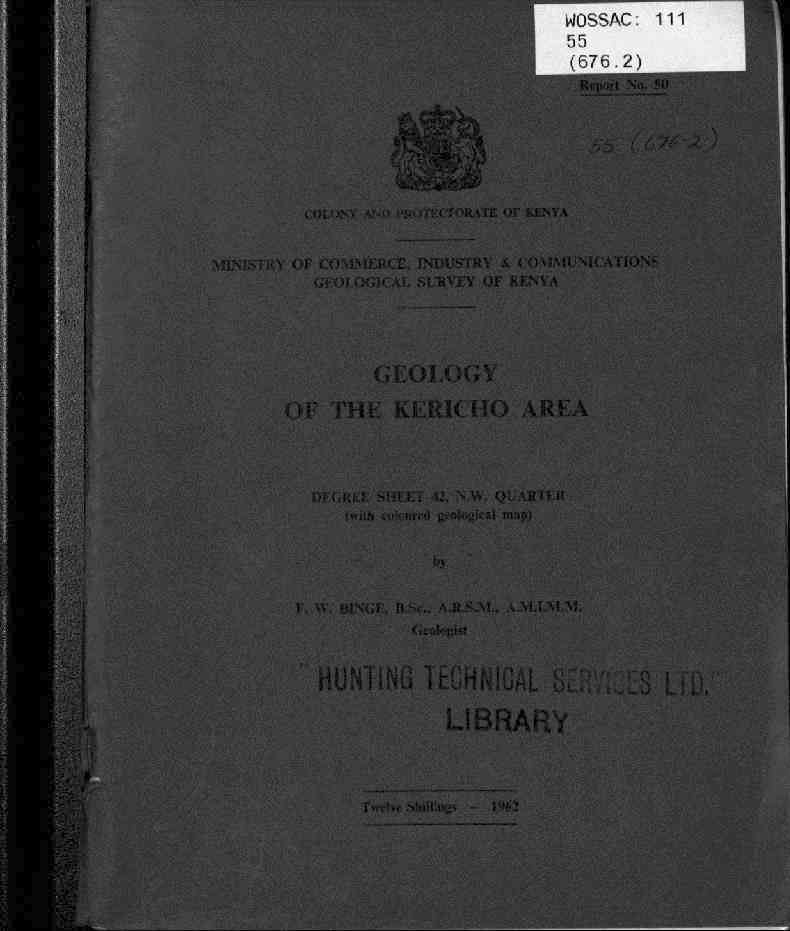 WOSSAC: 111
55
(676.2)
Report No. 50
55 (676-2)
COLONY AND PROTECTORATE OF KENYA
MINISTRY OF COMMERCE, INDUSTRY & COMMUNICATIONS
GEOLOGICAL SURVEY OF KENYA
GEOLOGY
OF THE KERICHO AREA
DEGREE SHEET 42, N.W. QUARTER
(with coloured geological map)
by
F. W. BINGE, B.Sc., A.R.S.M., A.M.I.M.M.
Geologist
HUNTING TECHNICAL SERVICES LTD.
LIBRARY
Twelve Shillings - 1962